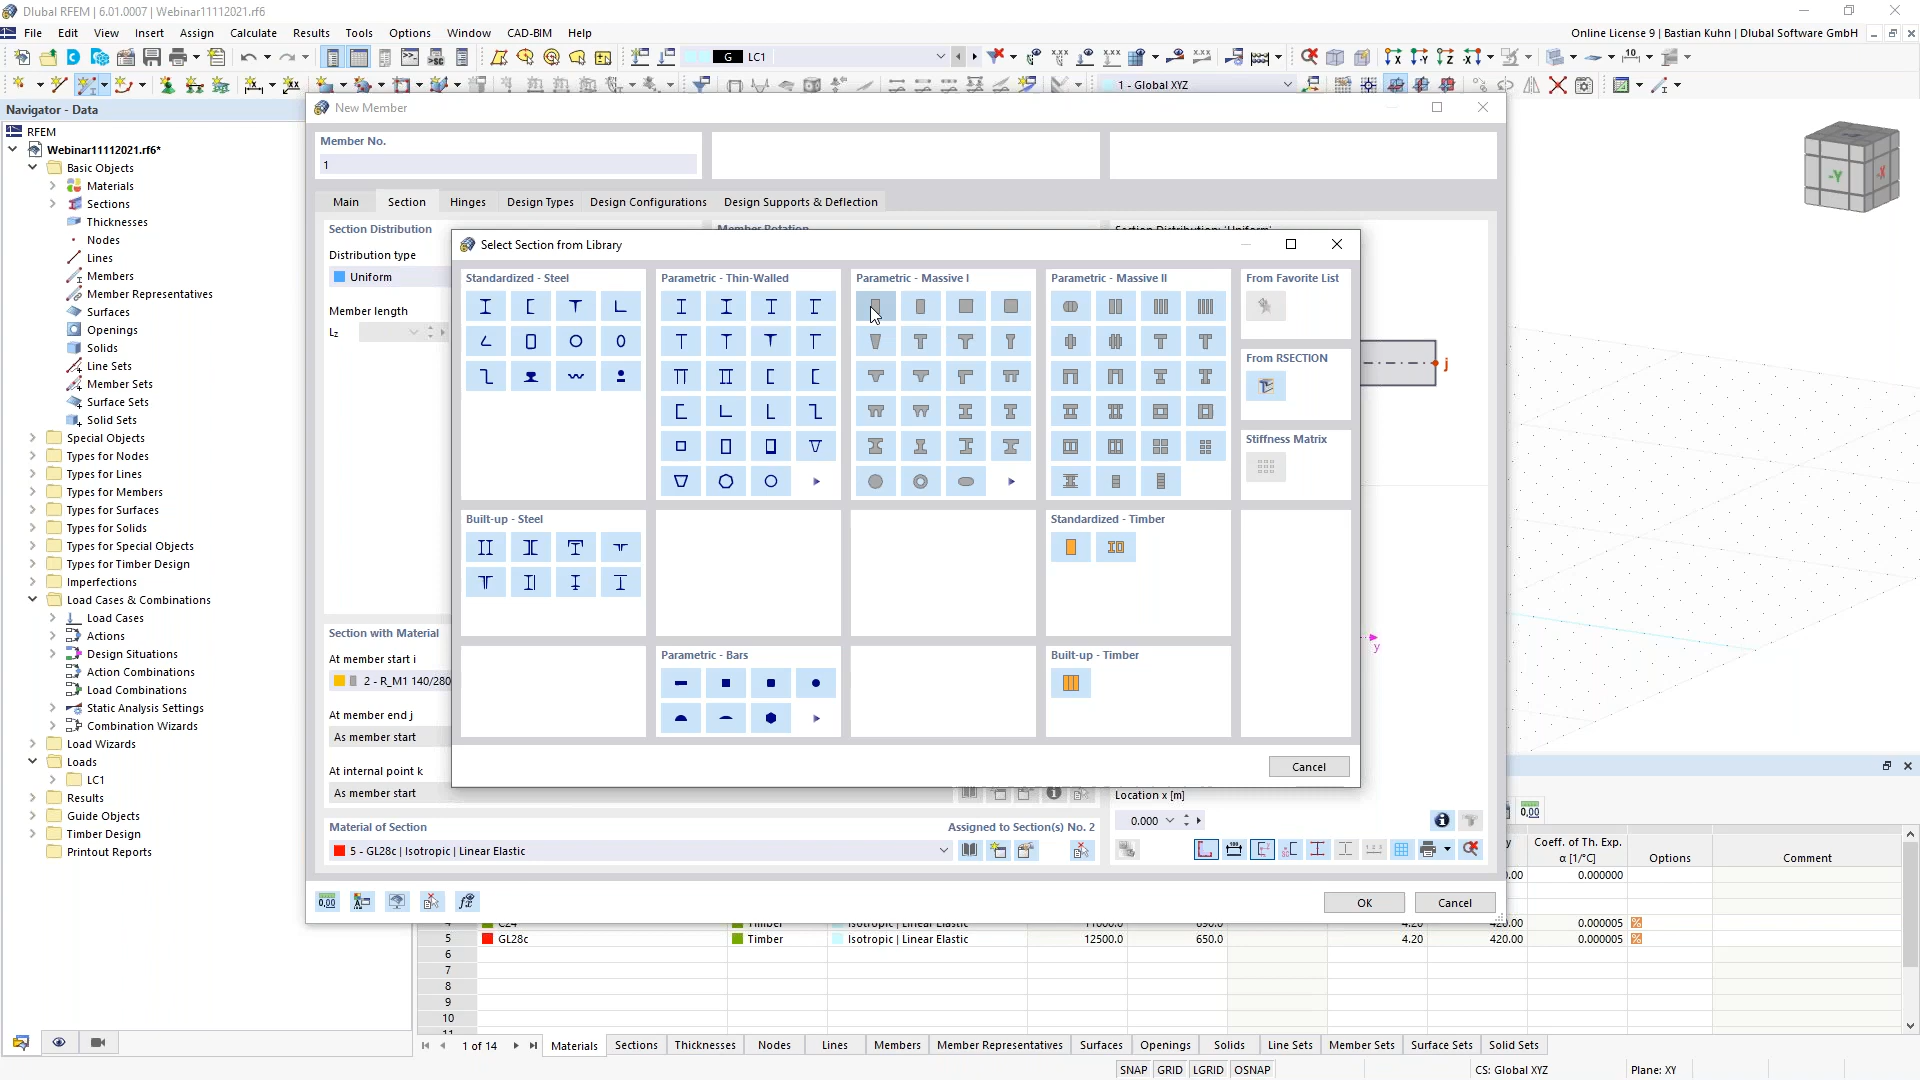 Dlubal RFEM | 6.01.0007 | Webinar11112021.rf6
File Edit View Insert Assign Calculate Results Tools Options Window CAD-BIM Help
Online License 9 | Bastian Kuhn | Dlubal Software GmbH
G LC1
1 - Global XYZ
Navigator - Data
RFEM
Webinar11112021.rf6*
Basic Objects
Materials
Sections
Thicknesses
Nodes
Lines
Members
Member Representatives
Surfaces
Openings
Solids
Line Sets
Member Sets
Surface Sets
Solid Sets
Special Objects
Types for Nodes
Types for Lines
Types for Members
Types for Surfaces
Types for Solids
Types for Special Objects
Types for Timber Design
Imperfections
Load Cases & Combinations
Load Cases
Actions
Design Situations
Action Combinations
Load Combinations
Static Analysis Settings
Combination Wizards
Load Wizards
Loads
LC1
Results
Guide Objects
Timber Design
Printout Reports
New Member
Member No.
1
Main Section Hinges Design Types Design Configurations Design Supports & Deflection
Section Distribution
Distribution type
Uniform
Member length
Lz
Section with Material
At member start i
2 - R_M1 140/280
At member end j
As member start
At internal point k
As member start
Material of Section Assigned to Section(s) No. 2
5 - GL28c | Isotropic | Linear Elastic
Location x [m]
0.000
OK Cancel
Select Section from Library
Standardized - Steel
Parametric - Thin-Walled
Parametric - Massive I
Parametric - Massive II
From Favorite List
From RSECTION
Stiffness Matrix
Built-up - Steel
Standardized - Timber
Parametric - Bars
Built-up - Timber
Cancel
j
y
-Y -X
Coeff. of Th. Exp.
α [1/°C] Options Comment
0.000000
0.000005
5 GL28c Timber Isotropic | Linear Elastic 12500.0 650.0 4.20 420.00 0.000005
6
7
8
9
10
11
1 of 14 Materials Sections Thicknesses Nodes Lines Members Member Representatives Surfaces Openings Solids Line Sets Member Sets Surface Sets Solid Sets
SNAP GRID LGRID OSNAP CS: Global XYZ Plane: XY